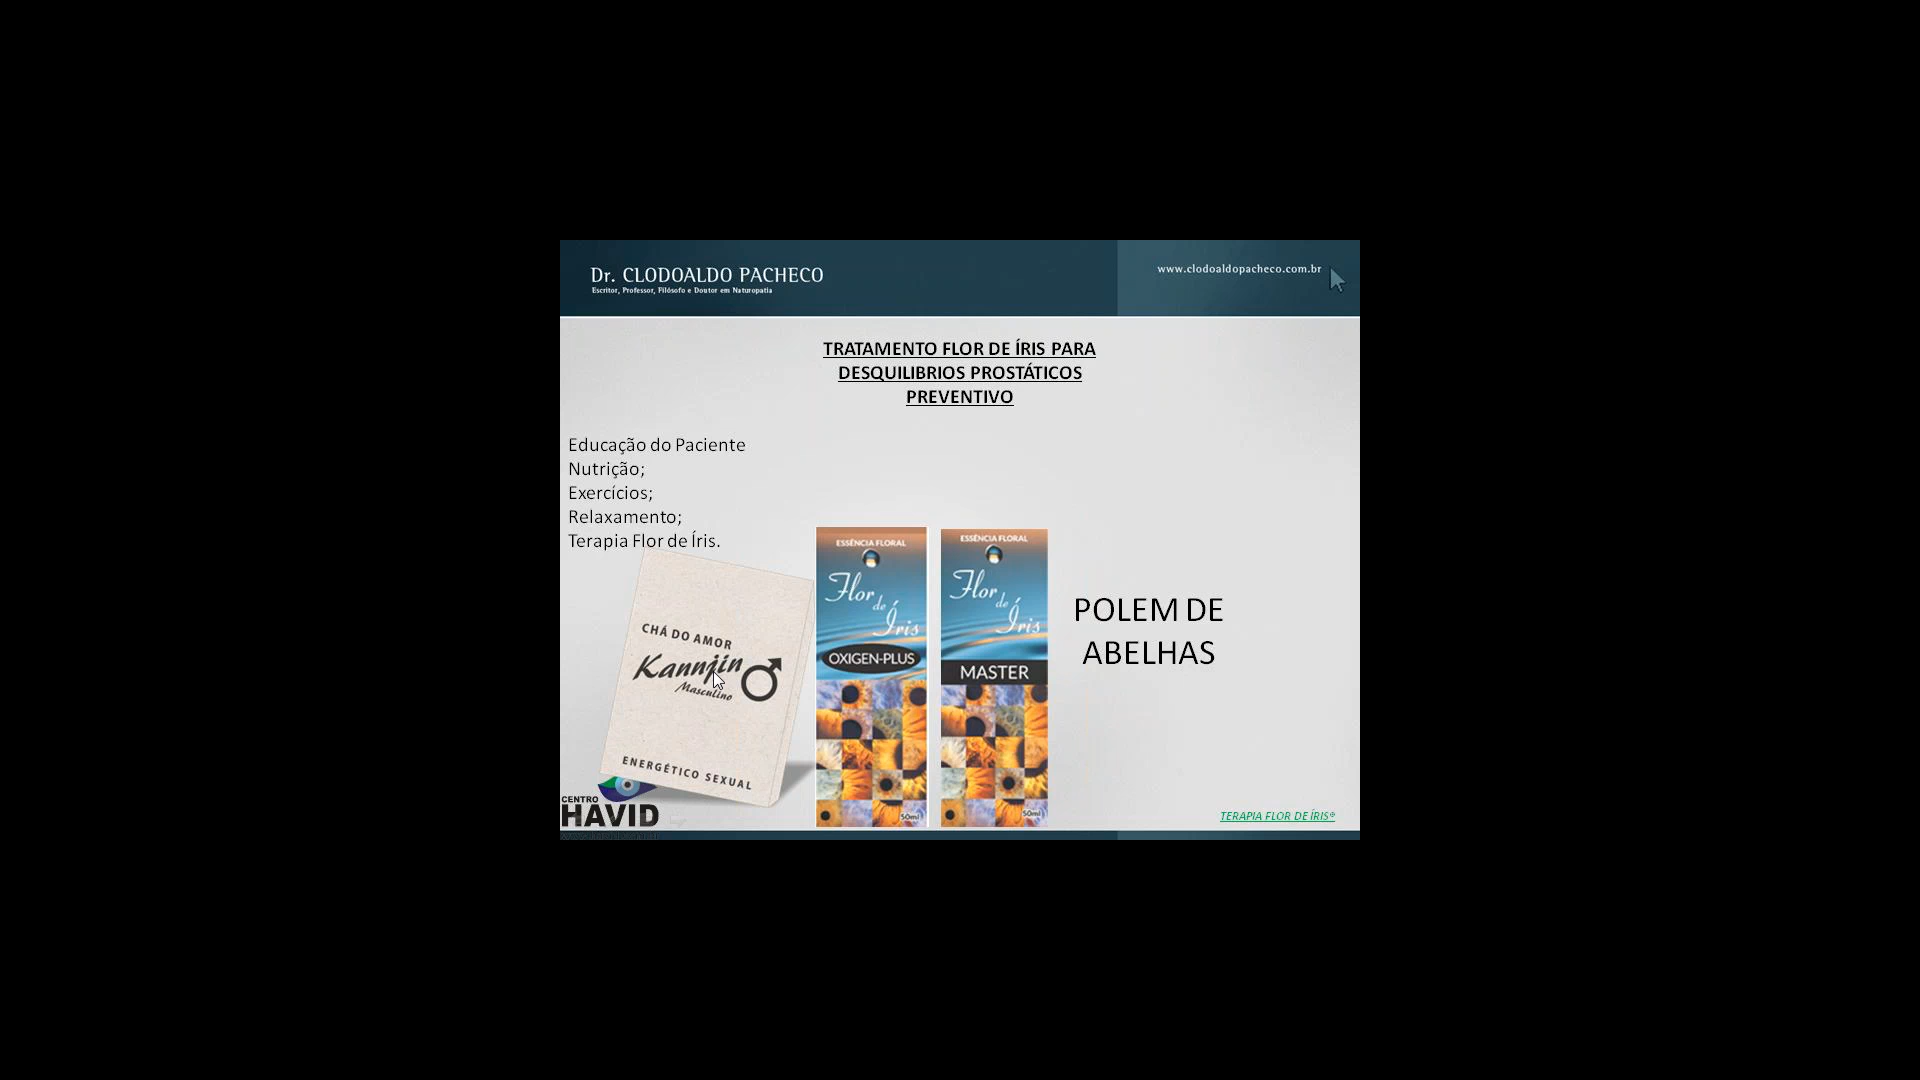 Dr. CLODOALDO PACHECO
Escritor, Professor, Filósofo e Doutor em Naturopatia
www.clodoaldopacheco.com.br
TRATAMENTO FLOR DE ÍRIS PARA
DESQUILIBRIOS PROSTÁTICOS
PREVENTIVO
Educação do Paciente
Nutrição;
Exercícios;
Relaxamento;
Terapia Flor de Íris.
CHÁ DO AMOR
Kannjin
Masculino
ENERGÉTICO SEXUAL
ESSÊNCIA FLORAL
Flor
de
Íris
OXIGEN-PLUS
50ml
ESSÊNCIA FLORAL
Flor
de
Íris
MASTER
50ml
POLEM DE
ABELHAS
CENTRO
HAVID
TERAPIA FLOR DE ÍRIS®